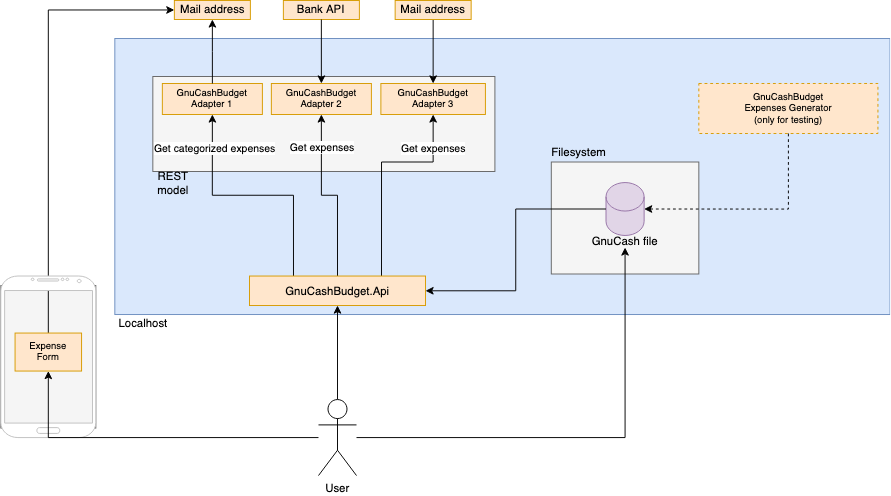 Mail address
Bank API
Mail address
GnuCashBudget
Adapter 1
GnuCashBudget
Adapter 2
GnuCashBudget
Adapter 3
GnuCashBudget
Expenses Generator
(only for testing)
Get categorized expenses
Get expenses
Get expenses
Filesystem
REST
model
GnuCash file
GnuCashBudget.Api
Localhost
Expense
Form
User